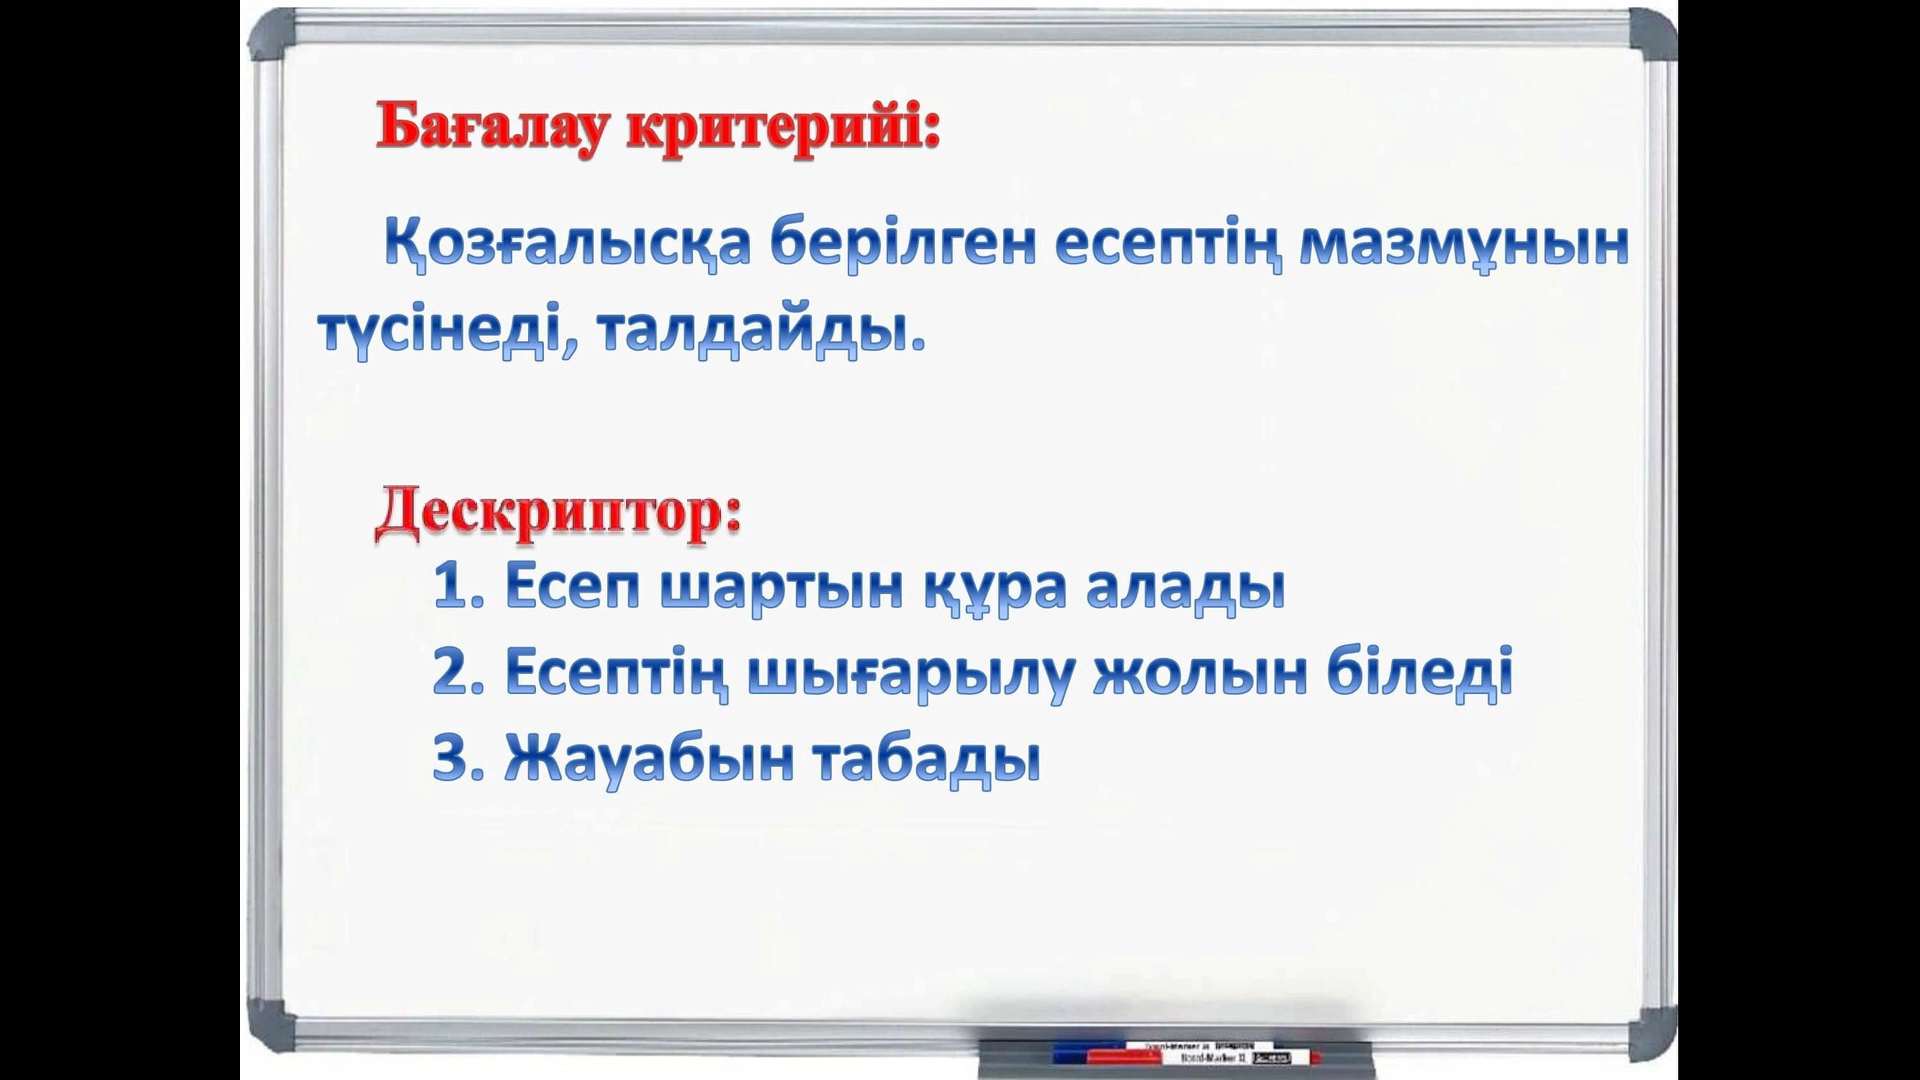 Бағалау критерийі:
Қозғалысқа берілген есептің мазмұнын
түсінеді, талдайды.
Дескриптор:
1. Есеп шартын құра алады
2. Есептің шығарылу жолын біледі
3. Жауабын табады